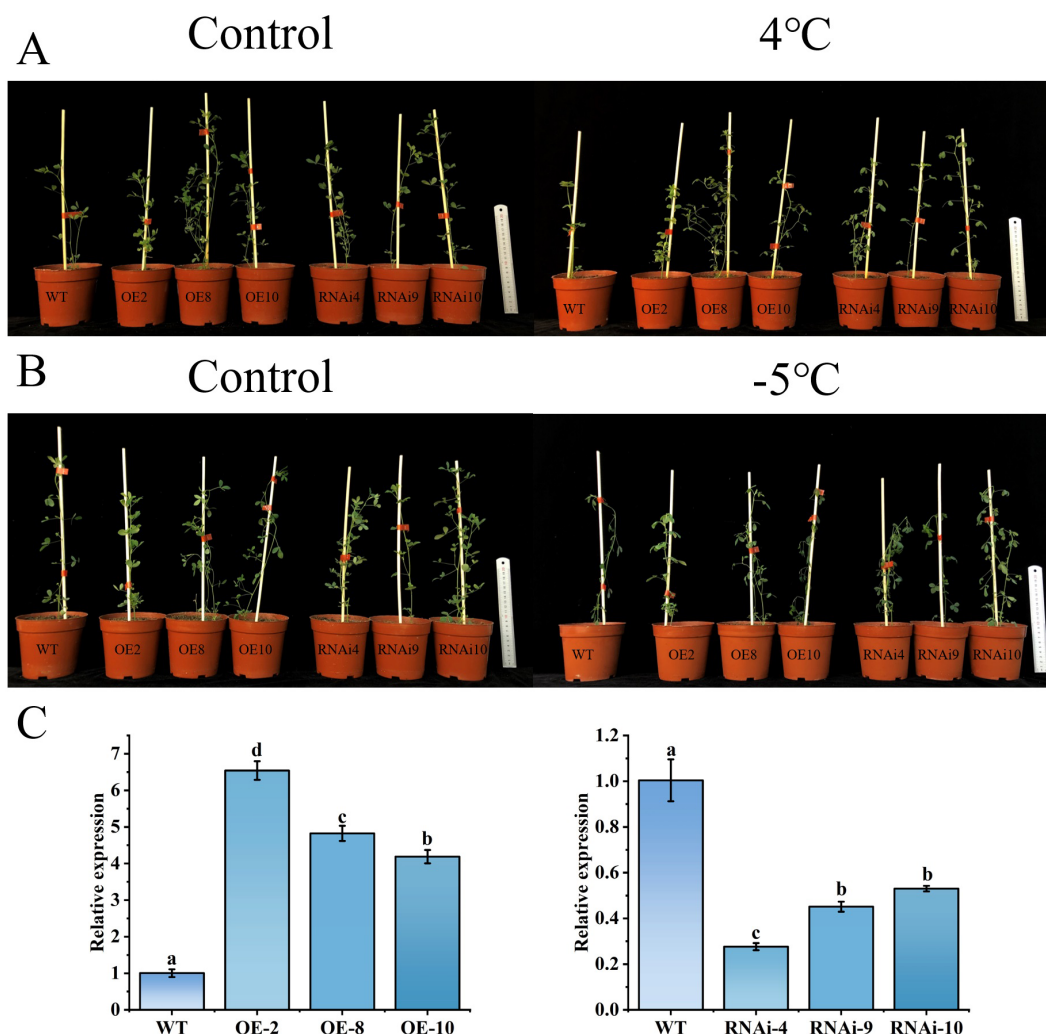 A
Control
4℃
WT
OE2
OE8
OE10
RNAi4
RNAi9
RNAi10
WT
OE2
OE8
OE10
RNAi4
RNAi9
RNAi10
B
Control
-5℃
WT
OE2
OE8
OE10
RNAi4
RNAi9
RNAi10
WT
OE2
OE8
OE10
RNAi4
RNAi9
RNAi10
C
Relative expression
7
6
5
4
3
2
1
0
a
d
c
b
WT
OE-2
OE-8
OE-10
Relative expression
1.2
1.0
0.8
0.6
0.4
0.2
0.0
a
c
b
b
WT
RNAi-4
RNAi-9
RNAi-10